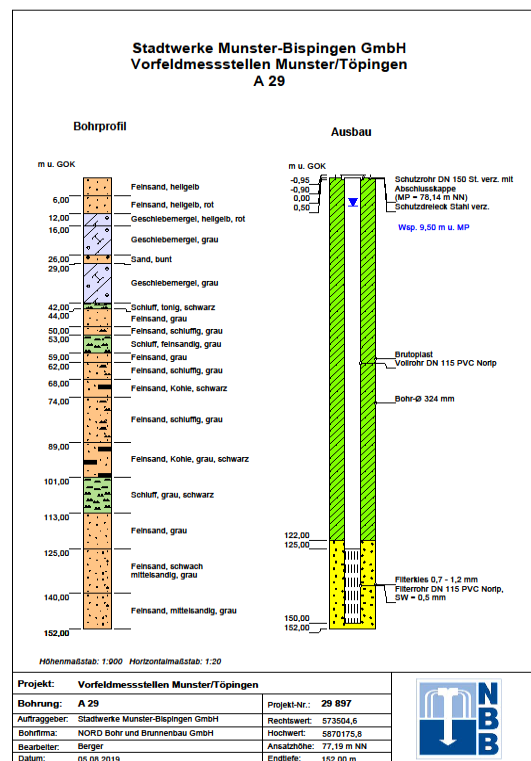 Stadtwerke Munster-Bispingen GmbH
Vorfeldmessstellen Munster/Töpingen
A 29
Bohrprofil
m u. GOK
6,00
12,00
16,00
26,00
29,00
42,00
44,00
50,00
53,00
59,00
62,00
68,00
74,00
89,00
101,00
113,00
125,00
140,00
152,00
Feinsand, hellgelb
Feinsand, hellgelb, rot
Geschiebemergel, hellgelb, rot
Geschiebemergel, grau
Sand, bunt
Geschiebemergel, grau
Schluff, tonig, schwarz
Feinsand, grau
Feinsand, schluffig, grau
Schluff, feinsandig, grau
Feinsand, grau
Feinsand, schluffig, grau
Feinsand, Kohle, schwarz
Feinsand, schluffig, grau
Feinsand, Kohle, grau, schwarz
Schluff, grau, schwarz
Feinsand, grau
Feinsand, schwach
mittelsandig, grau
Feinsand, mittelsandig, grau
Ausbau
m u. GOK
-0,95
-0,90
0,00
0,50
122,00
125,00
150,00
152,00
Schutzrohr DN 150 St. verz. mit
Abschlusskappe
(MP = 78,14 m NN)
Schutzdreieck Stahl verz.
Wsp. 9,50 m u. MP
Brutoplast
Vollrohr DN 115 PVC Norip
Bohr-Ø 324 mm
Filterkies 0,7 - 1,2 mm
Filterrohr DN 115 PVC Norip,
SW = 0,5 mm
Höhenmaßstab: 1:900 Horizontalmaßstab: 1:20
Projekt: Vorfeldmessstellen Munster/Töpingen
Bohrung: A 29 Projekt-Nr.: 29 897
Auftraggeber: Stadtwerke Munster-Bispingen GmbH Rechtswert: 573504,6
Bohrfirma: NORD Bohr und Brunnenbau GmbH Hochwert: 5870175,8
Bearbeiter: Berger Ansatzhöhe: 77,19 m NN
Datum: 05.08.2019 Endtiefe: 152,00 m
NBB